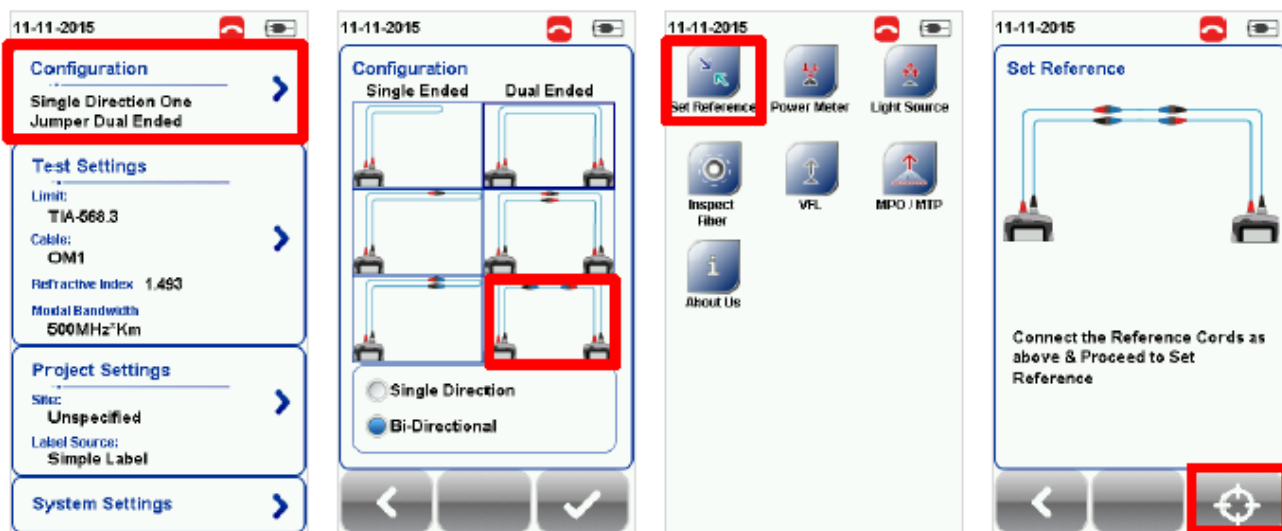 11-11-2015
Configuration
Single Direction One
Jumper Dual Ended
Test Settings
Limit:
TIA-568.3
Cable:
OM1
Refractive Index 1.493
Modal Bandwidth
500MHz*Km
Project Settings
Site:
Unspecified
Label Source:
Simple Label
System Settings
11-11-2015
Configuration
Single Ended Dual Ended
Single Direction
Bi-Directional
11-11-2015
Set Reference Power Meter Light Source
Inspect VFL MPO / MTP
Fiber
About Us
11-11-2015
Set Reference
Connect the Reference Cords as
above & Proceed to Set
Reference